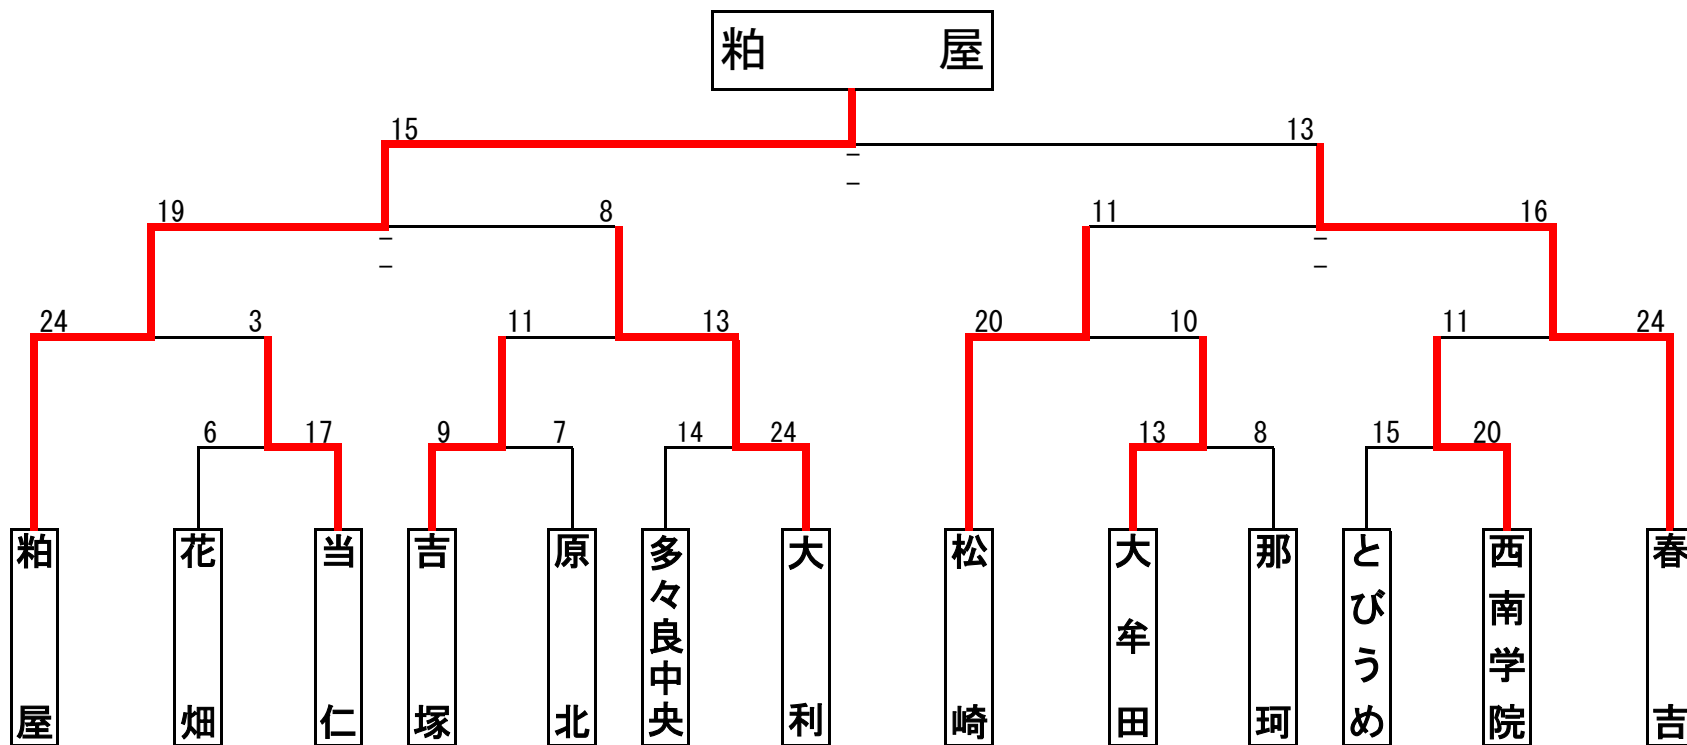 粕屋
15 13
19 8 11 16
24 3 11 13 20 10 11 24
6 17 9 7 14 24 13 8 15 20
粕屋
花畑
当仁
吉塚
原北
多々良中央
大利
松崎
大牟田
那珂
とびうめ
西南学院
春吉